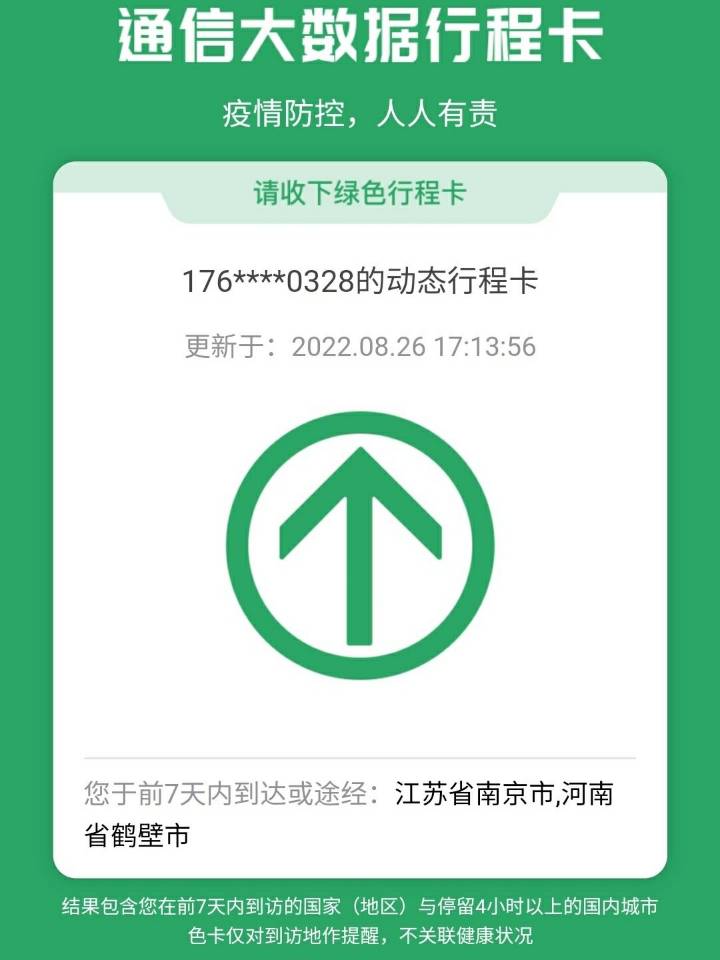 通信大数据行程卡
疫情防控，人人有责
请收下绿色行程卡
176****0328的动态行程卡
更新于：2022.08.26 17:13:56
您于前7天内到达或途经：江苏省南京市,河南
省鹤壁市
结果包含您在前7天内到访的国家（地区）与停留4小时以上的国内城市
色卡仅对到访地作提醒，不关联健康状况